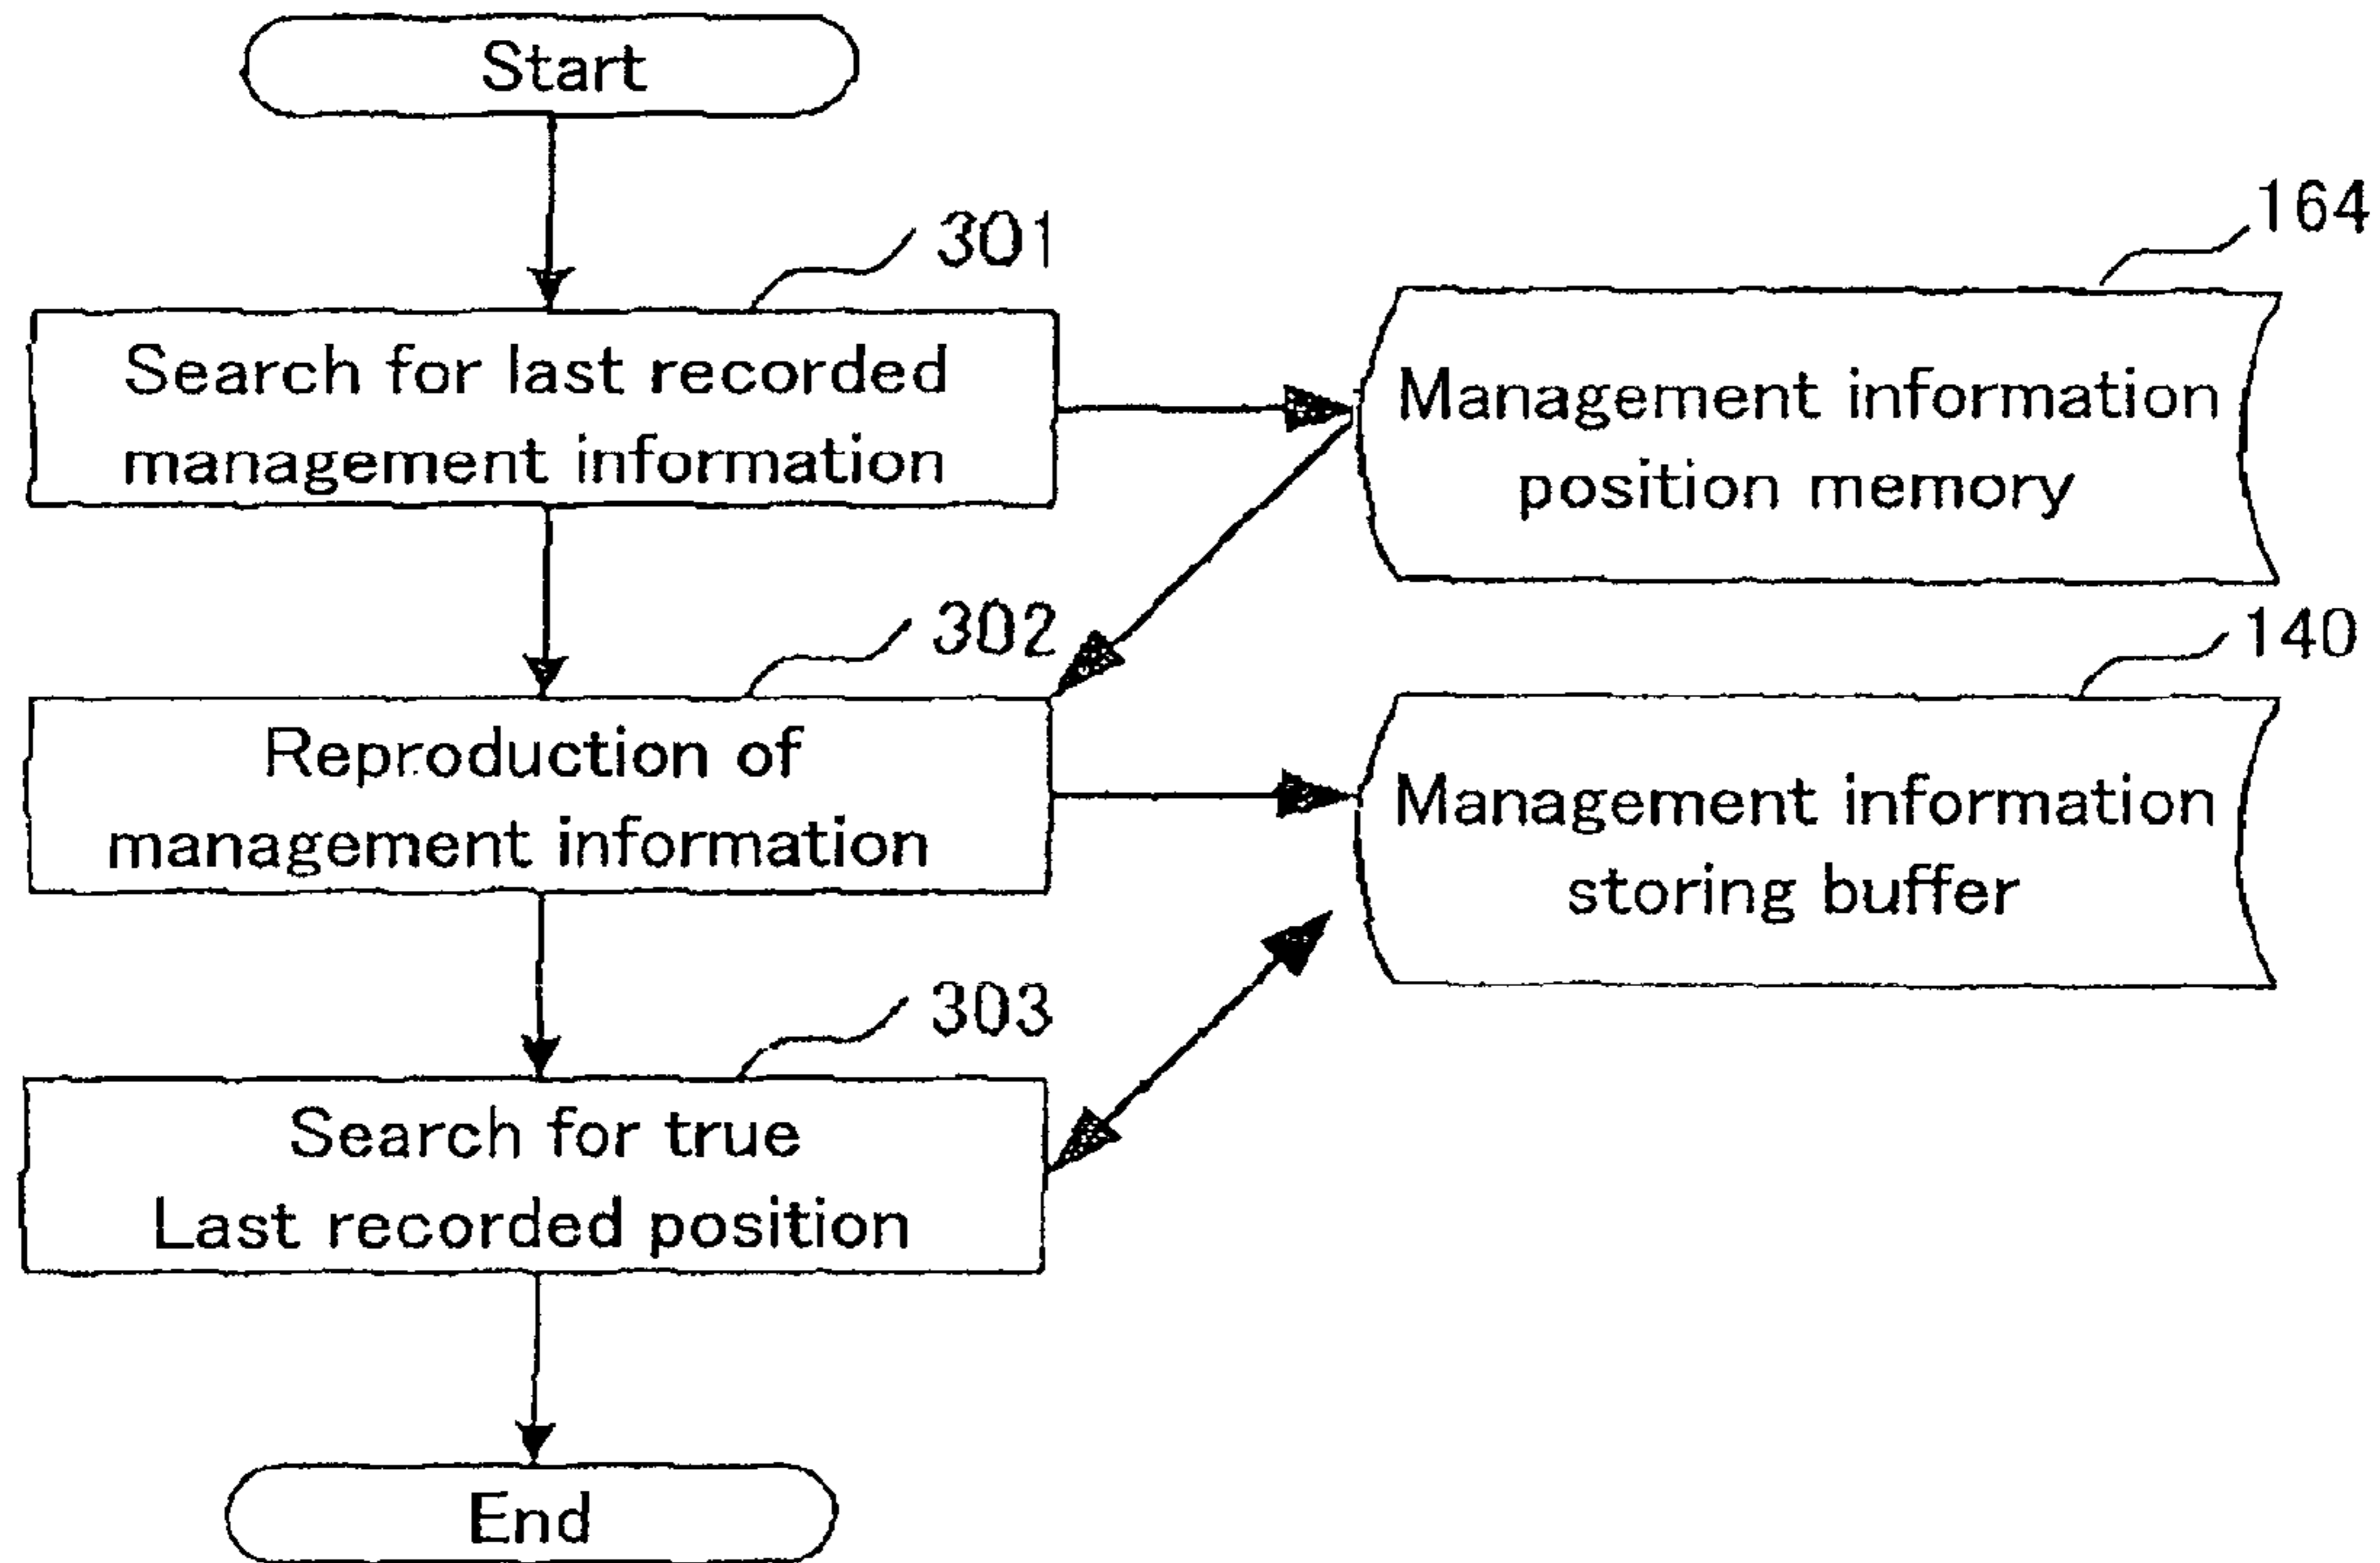 Start
301
Search for last recorded
management information
164
Management information
position memory
302
Reproduction of
management information
140
Management information
storing buffer
303
Search for true
Last recorded position
End